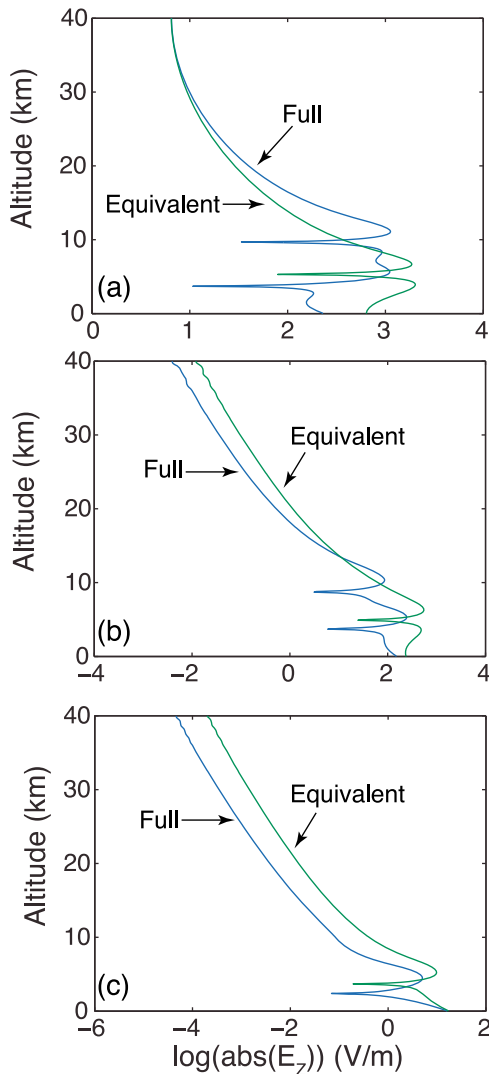 40
30
20
10
0
Altitude (km)
Full
Equivalent
(a)
0
1
2
3
4
40
30
20
10
0
Altitude (km)
Equivalent
Full
(b)
−4
−2
0
2
4
40
30
20
10
0
Altitude (km)
Equivalent
Full
(c)
−6
−4
−2
0
2
log(abs(E_z)) (V/m)